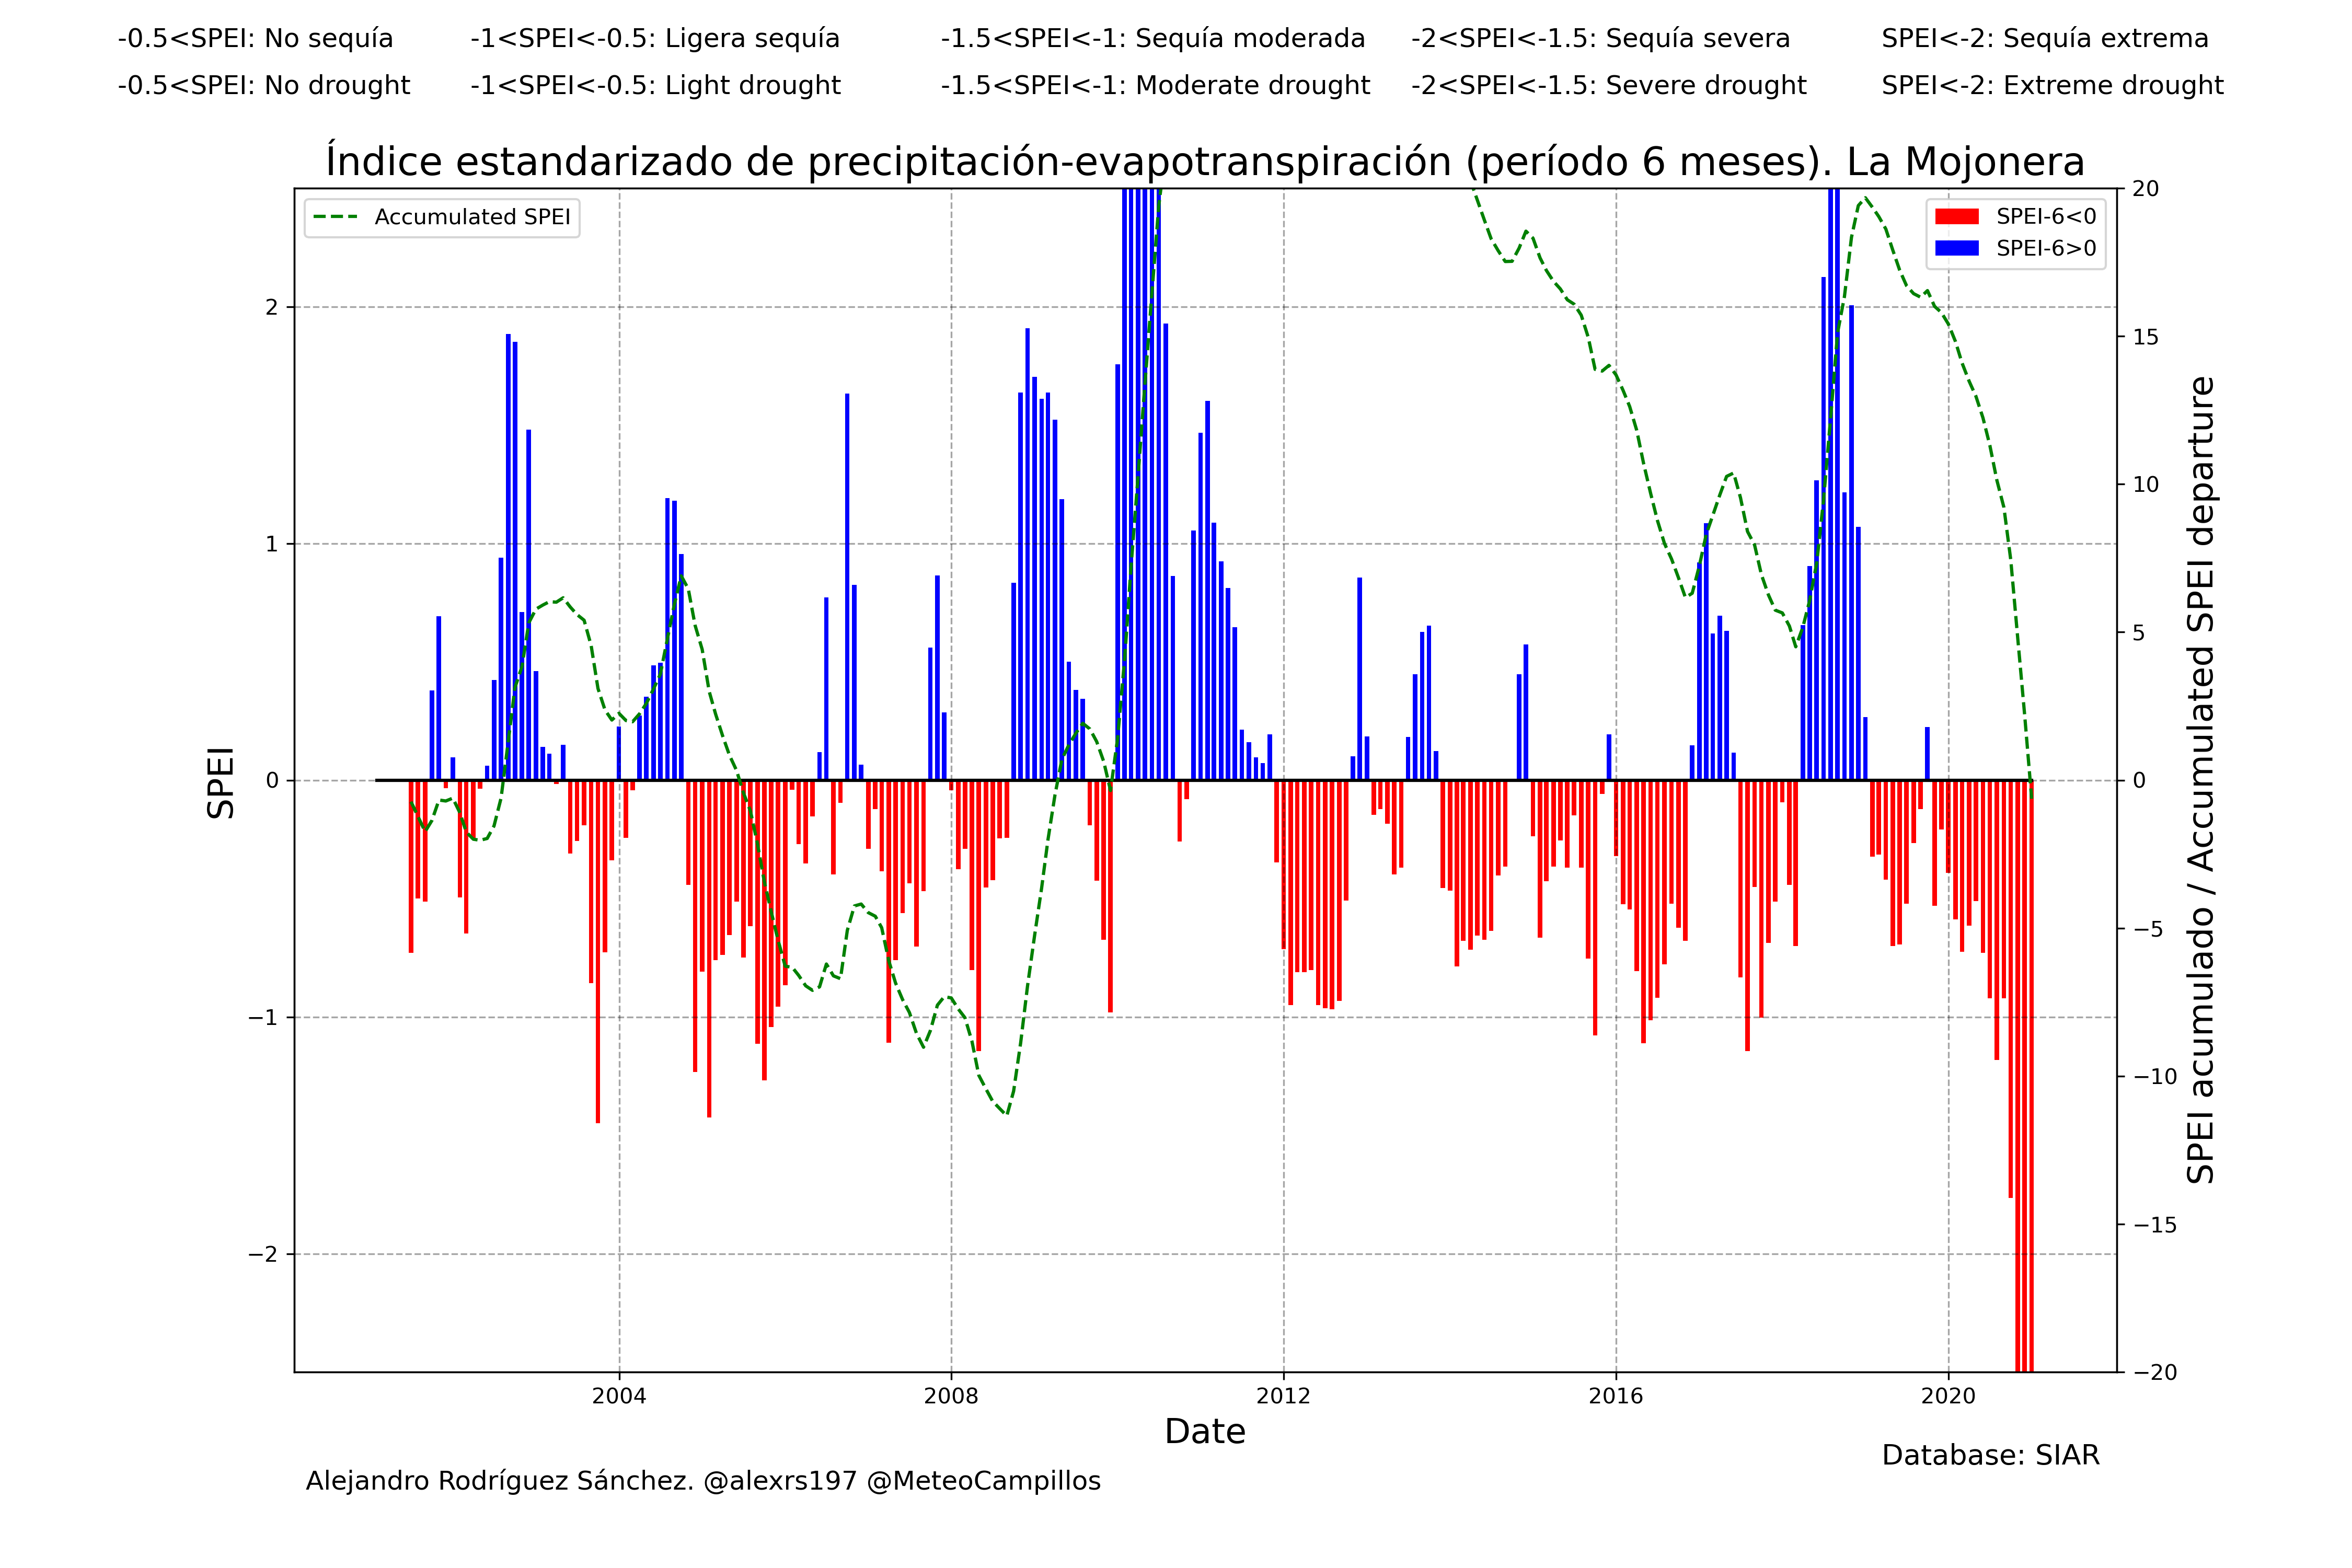 -0.5<SPEI: No sequía -1<SPEI<-0.5: Ligera sequía -1.5<SPEI<-1: Sequía moderada -2<SPEI<-1.5: Sequía severa SPEI<-2: Sequía extrema
-0.5<SPEI: No drought -1<SPEI<-0.5: Light drought -1.5<SPEI<-1: Moderate drought -2<SPEI<-1.5: Severe drought SPEI<-2: Extreme drought
Índice estandarizado de precipitación-evapotranspiración (período 6 meses). La Mojonera
Accumulated SPEI
SPEI-6<0
SPEI-6>0
SPEI
2
1
0
−1
−2
20
15
10
5
0
−5
−10
−15
−20
SPEI acumulado / Accumulated SPEI departure
2004 2008 2012 2016 2020
Date
Database: SIAR
Alejandro Rodríguez Sánchez. @alexrs197 @MeteoCampillos